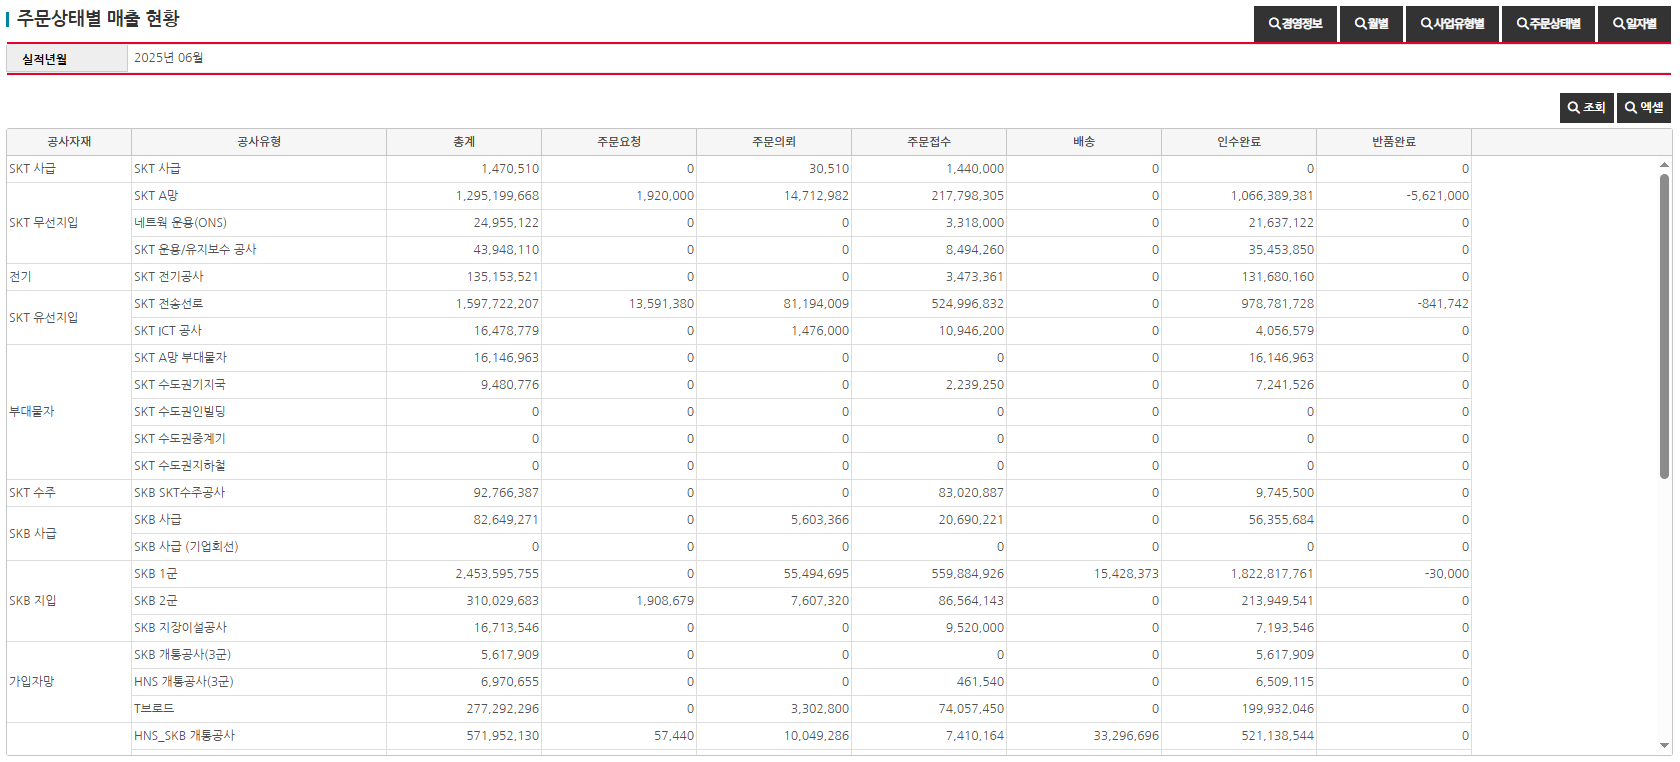 주문상태별 매출 현황
경영정보 월별 사업유형별 주문상태별 일자별
실적년월 2025년 06월
조회 엑셀
공사자재 공사유형 총계 주문요청 주문의뢰 주문접수 배송 인수완료 반품완료
SKT 사급 SKT 사급 1,470,510 0 30,510 1,440,000 0 0 0
SKT 무선지입 SKT A망 1,295,199,668 1,920,000 14,712,982 217,798,305 0 1,066,389,381 -5,621,000
네트웍 운용(ONS) 24,955,122 0 0 3,318,000 0 21,637,122 0
SKT 운용/유지보수 공사 43,948,110 0 0 8,494,260 0 35,453,850 0
전기 SKT 전기공사 135,153,521 0 0 3,473,361 0 131,680,160 0
SKT 유선지입 SKT 전송선로 1,597,722,207 13,591,380 81,194,009 524,996,832 0 978,781,728 -841,742
SKT ICT 공사 16,478,779 0 1,476,000 10,946,200 0 4,056,579 0
부대물자 SKT A망 부대물자 16,146,963 0 0 0 0 16,146,963 0
SKT 수도권기지국 9,480,776 0 0 2,239,250 0 7,241,526 0
SKT 수도권인빌딩 0 0 0 0 0 0 0
SKT 수도권중계기 0 0 0 0 0 0 0
SKT 수도권지하철 0 0 0 0 0 0 0
SKT 수주 SKB SKT수주공사 92,766,387 0 0 83,020,887 0 9,745,500 0
SKB 사급 SKB 사급 82,649,271 0 5,603,366 20,690,221 0 56,355,684 0
SKB 사급 (기업회선) 0 0 0 0 0 0 0
SKB 지입 SKB 1군 2,453,595,755 0 55,494,695 559,884,926 15,428,373 1,822,817,761 -30,000
SKB 2군 310,029,683 1,908,679 7,607,320 86,564,143 0 213,949,541 0
SKB 지장이설공사 16,713,546 0 0 9,520,000 0 7,193,546 0
가입자망 SKB 개통공사(3군) 5,617,909 0 0 0 0 5,617,909 0
HNS 개통공사(3군) 6,970,655 0 0 461,540 0 6,509,115 0
T브로드 277,292,296 0 3,302,800 74,057,450 0 199,932,046 0
HNS_SKB 개통공사 571,952,130 57,440 10,049,286 7,410,164 33,296,696 521,138,544 0